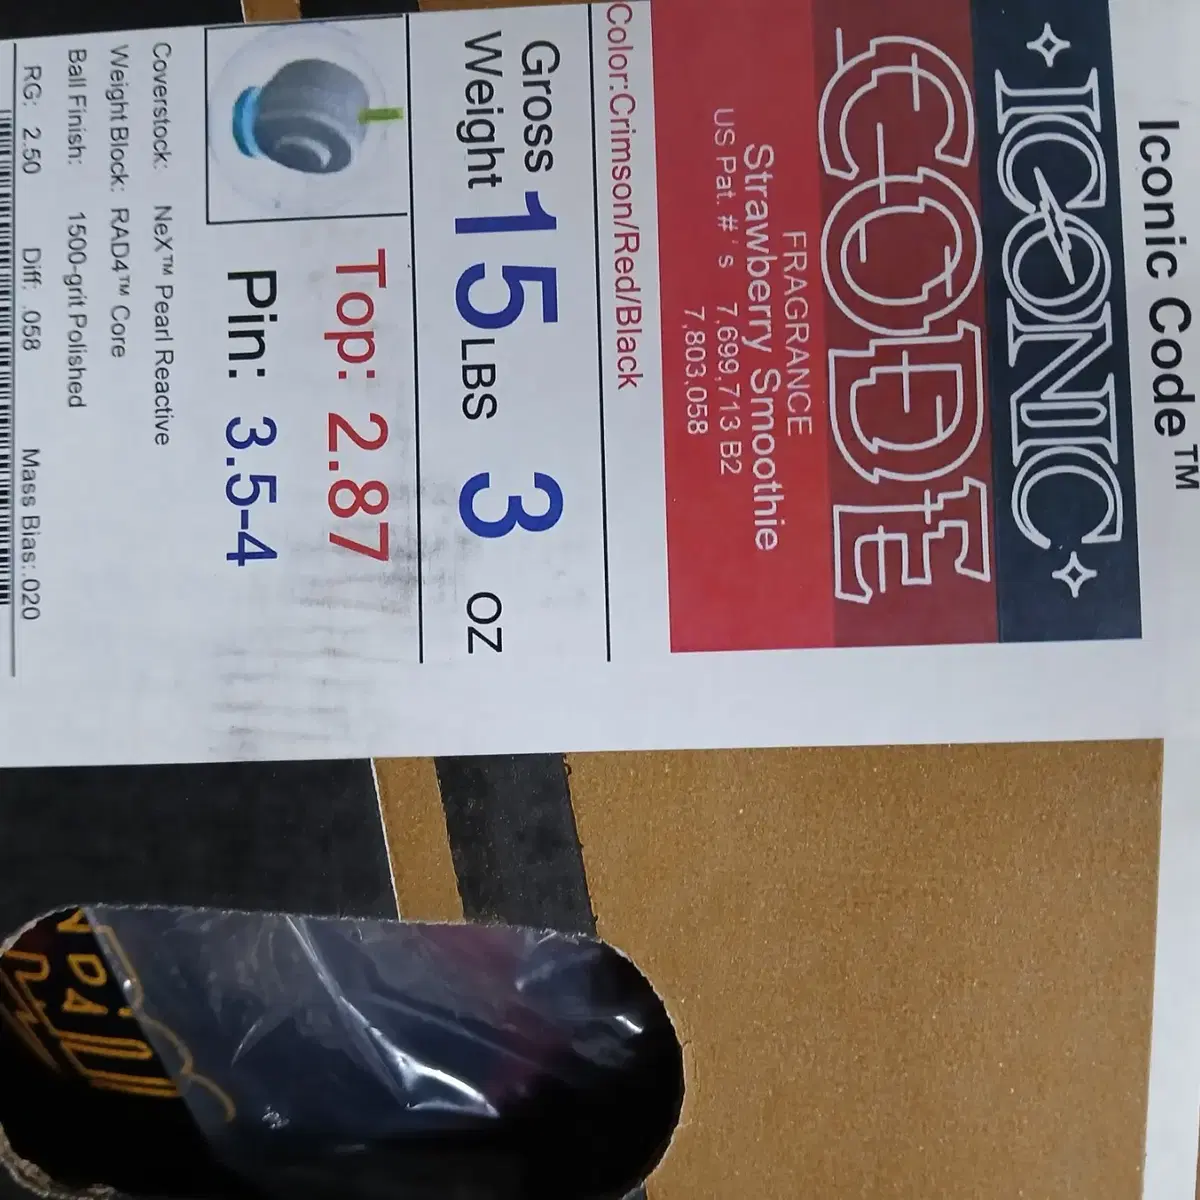 Iconic Code™
ICONIC
CODE
FRAGRANCE
Strawberry Smoothie
US Pat. #'s 7,699,713 B2
7,803,058
Color:Crimson/Red/Black
Gross
Weight 15 LBS 3 OZ
Top: 2.87
Pin: 3.5-4
Coverstock: NeX™ Pearl Reactive
Weight Block: RAD4™ Core
Ball Finish: 1500-grit Polished
RG: 2.50 Diff: .058 Mass Bias:.020